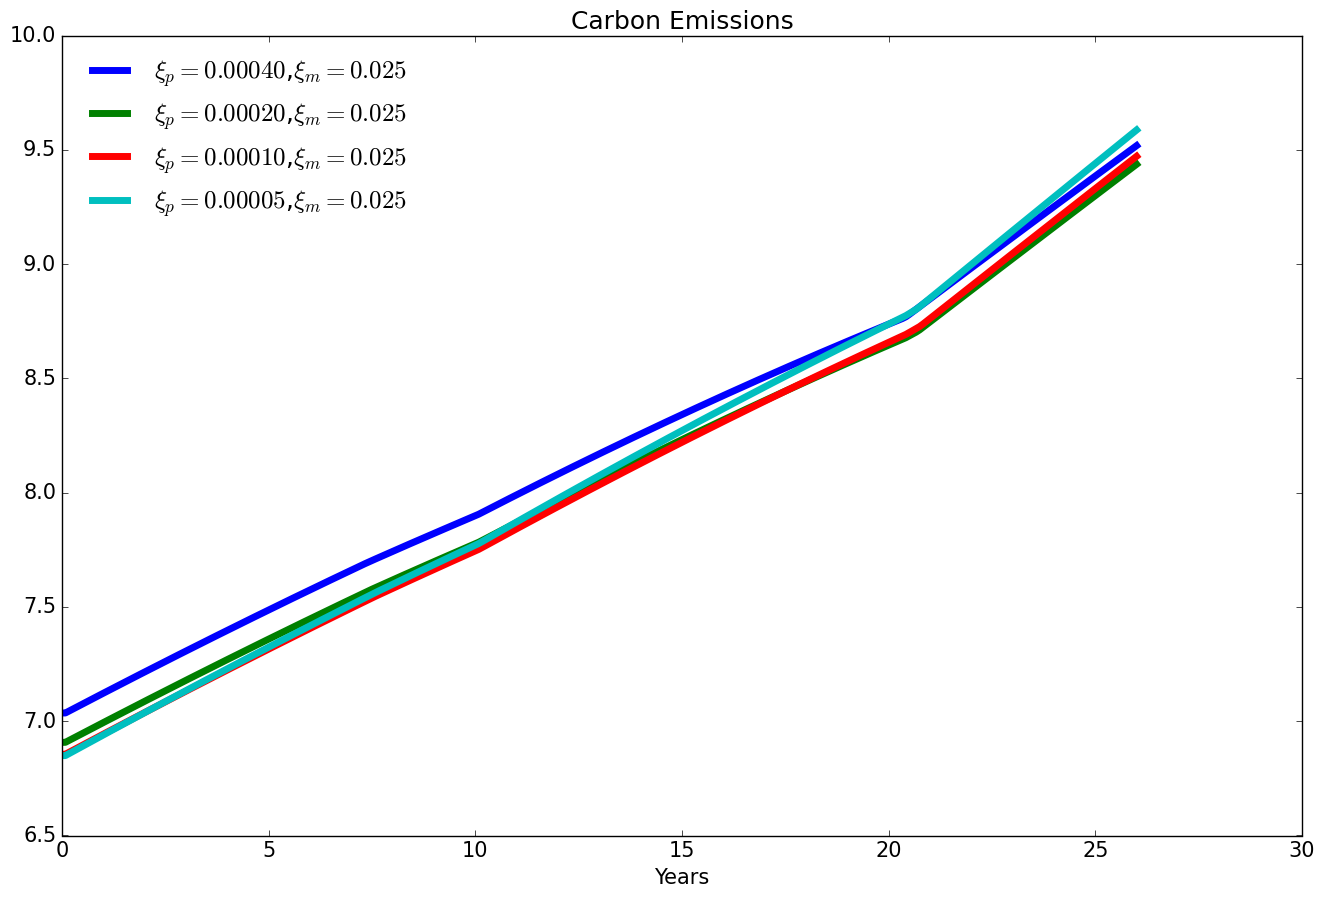 Carbon Emissions
10.0
9.5
9.0
8.5
8.0
7.5
7.0
6.5
ξₚ = 0.00040,ξₘ = 0.025
ξₚ = 0.00020,ξₘ = 0.025
ξₚ = 0.00010,ξₘ = 0.025
ξₚ = 0.00005,ξₘ = 0.025
0 5 10 15 20 25 30
Years